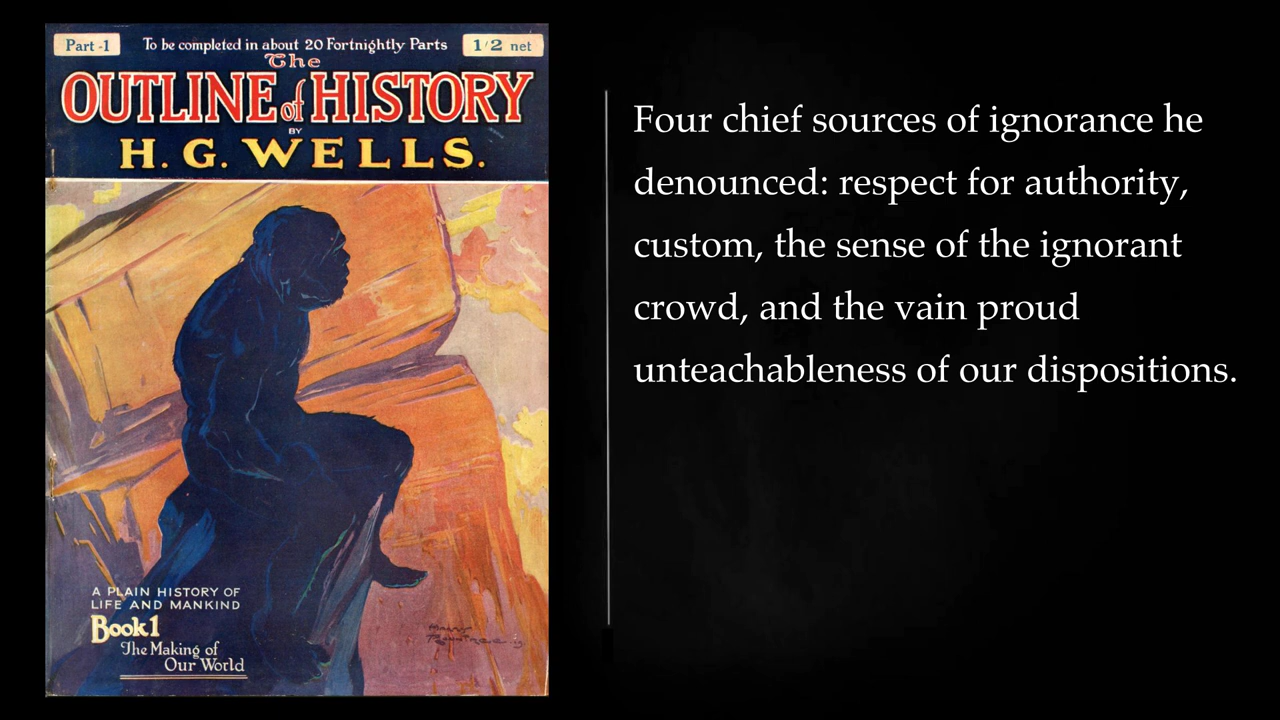 Part -1
To be completed in about 20 Fortnightly Parts
1/2 net
The
OUTLINE of HISTORY
BY
H. G. WELLS.
A PLAIN HISTORY OF
LIFE AND MANKIND
Book 1
The Making of
Our World
Four chief sources of ignorance he
denounced: respect for authority,
custom, the sense of the ignorant
crowd, and the vain proud
unteachableness of our dispositions.